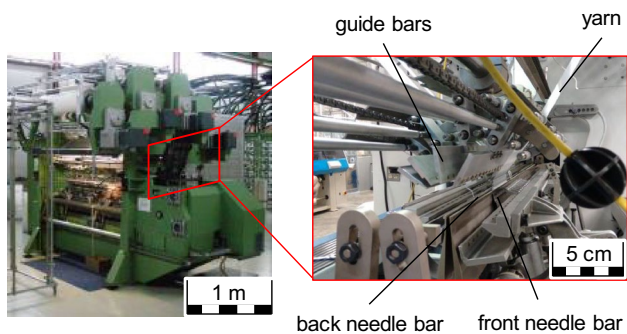 guide bars
yarn
1 m
5 cm
back needle bar
front needle bar